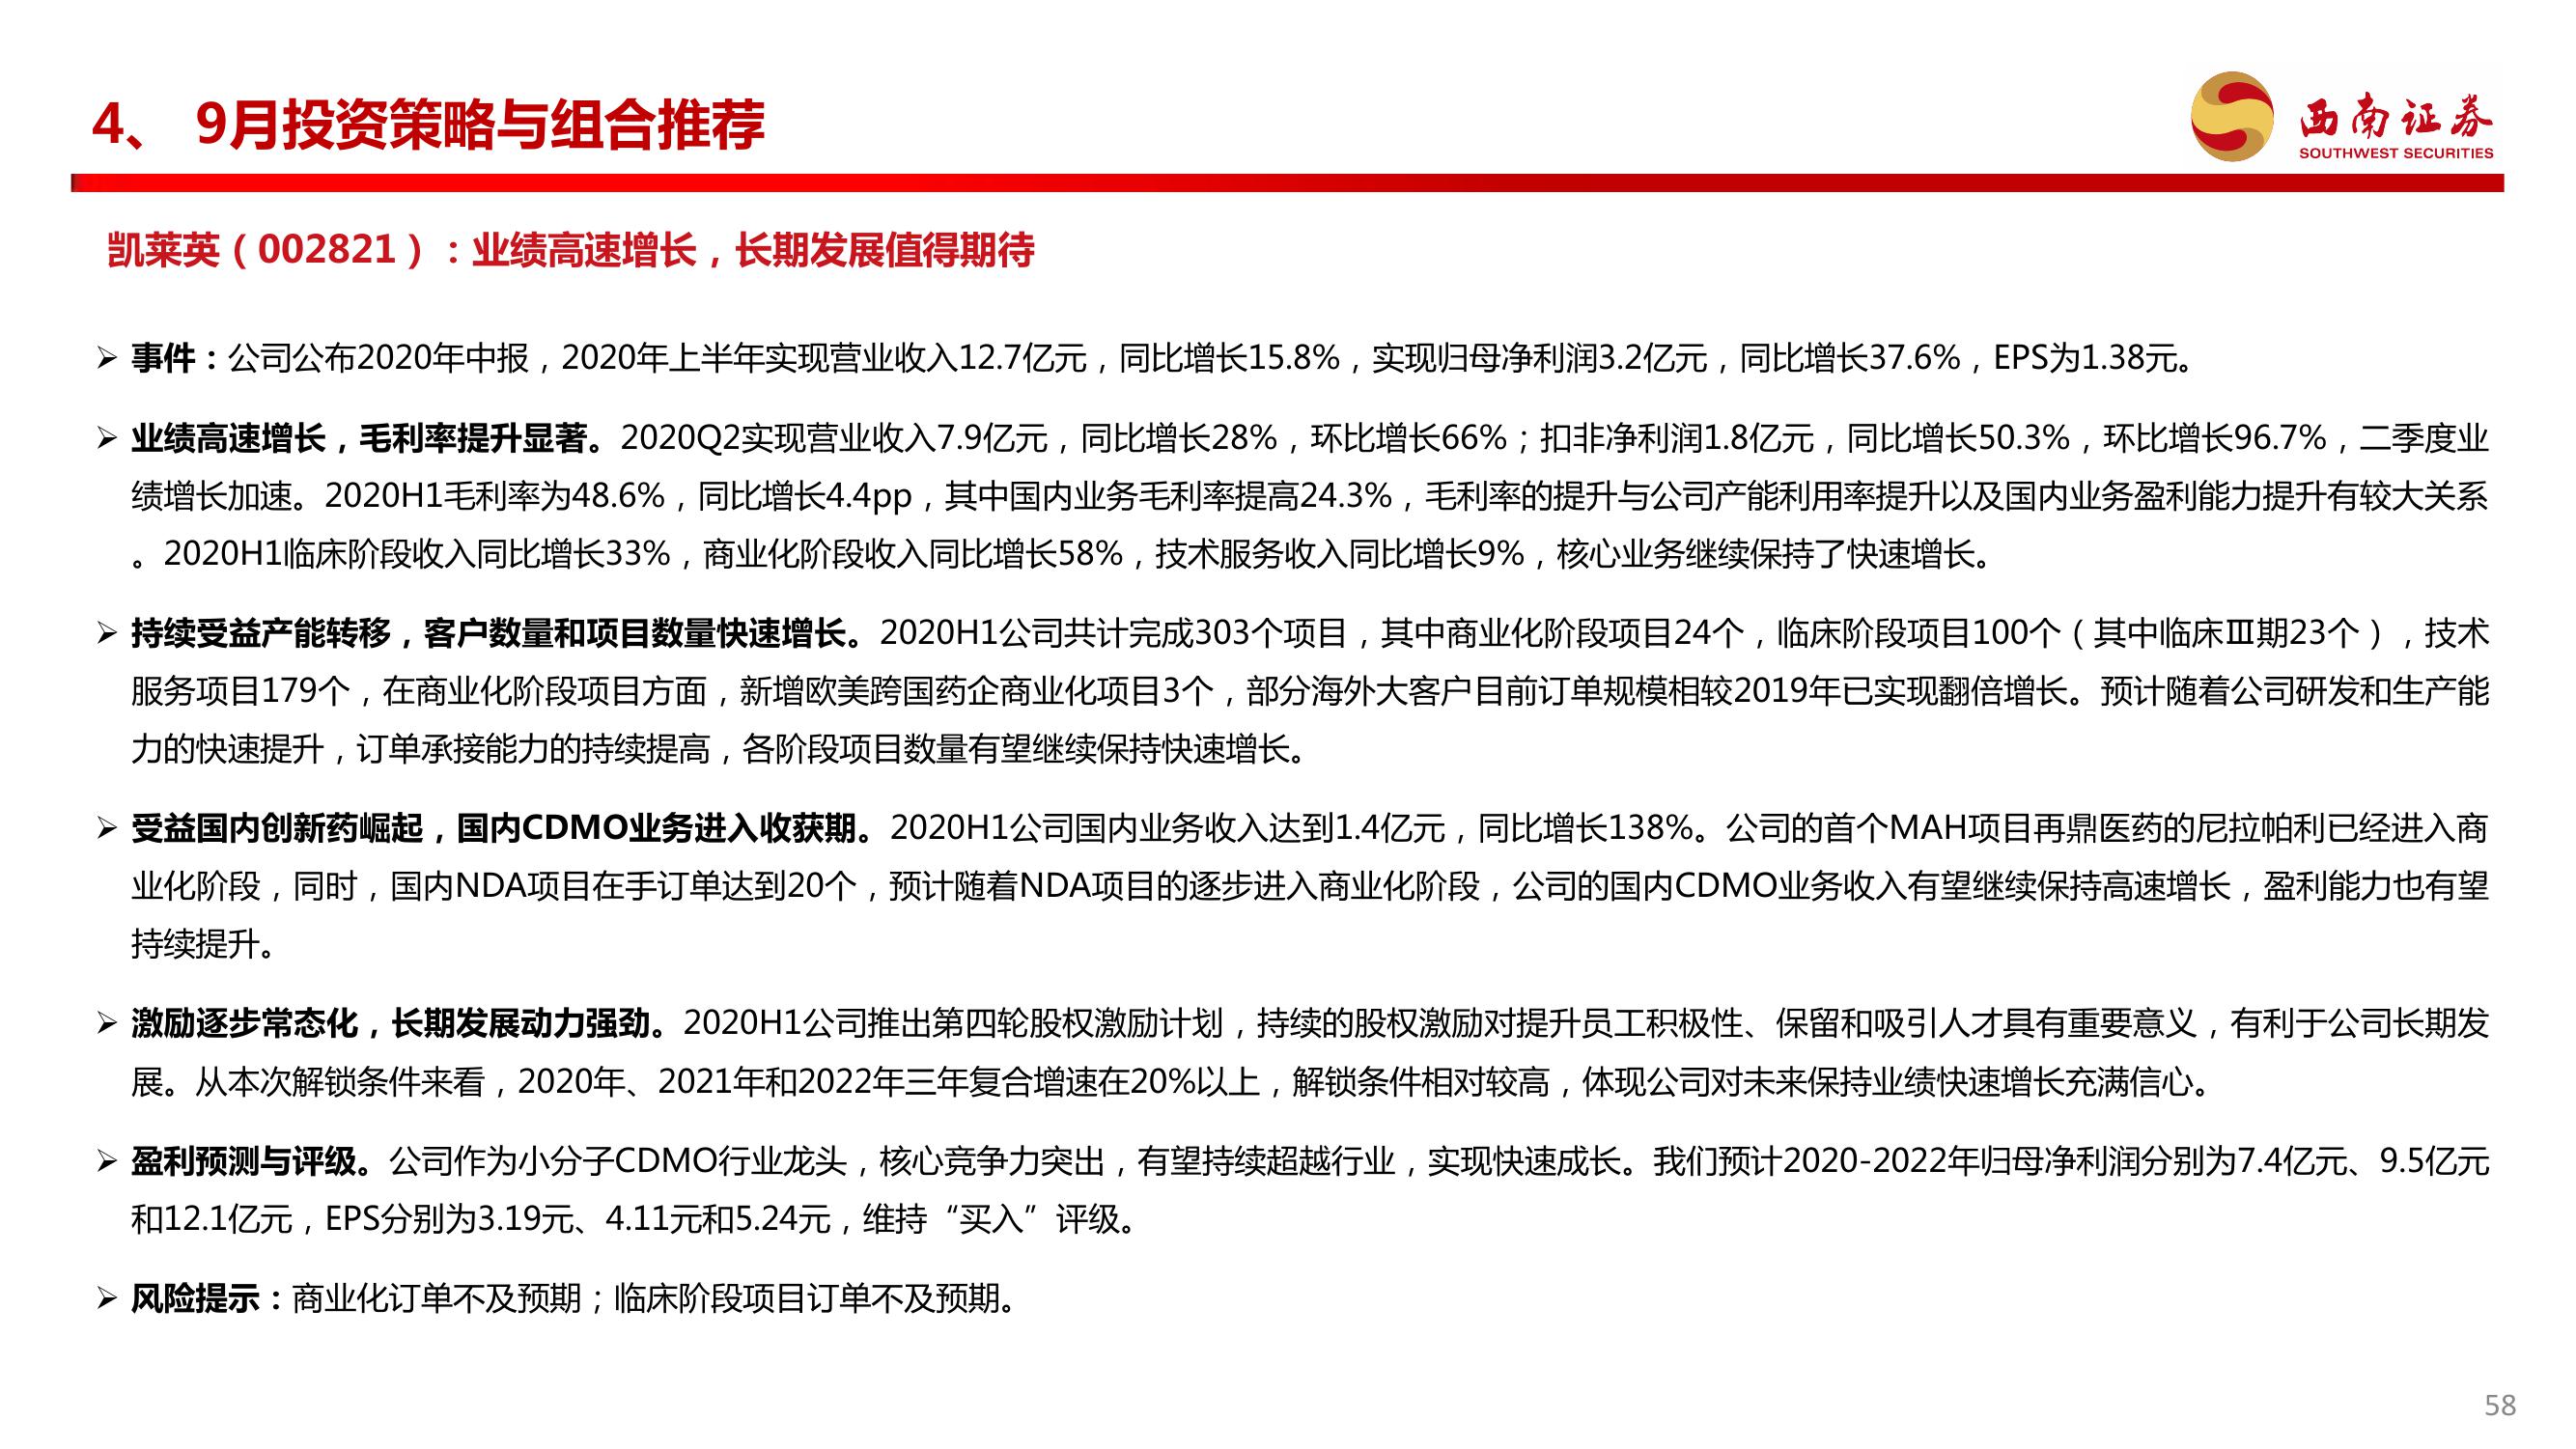 4、 9月投资策略与组合推荐
西南证券
SOUTHWEST SECURITIES
凯莱英（002821）：业绩高速增长，长期发展值得期待
➢ 事件：公司公布2020年中报，2020年上半年实现营业收入12.7亿元，同比增长15.8%，实现归母净利润3.2亿元，同比增长37.6%，EPS为1.38元。
➢ 业绩高速增长，毛利率提升显著。2020Q2实现营业收入7.9亿元，同比增长28%，环比增长66%；扣非净利润1.8亿元，同比增长50.3%，环比增长96.7%，二季度业
绩增长加速。2020H1毛利率为48.6%，同比增长4.4pp，其中国内业务毛利率提高24.3%，毛利率的提升与公司产能利用率提升以及国内业务盈利能力提升有较大关系
。2020H1临床阶段收入同比增长33%，商业化阶段收入同比增长58%，技术服务收入同比增长9%，核心业务继续保持了快速增长。
➢ 持续受益产能转移，客户数量和项目数量快速增长。2020H1公司共计完成303个项目，其中商业化阶段项目24个，临床阶段项目100个（其中临床Ⅲ期23个），技术
服务项目179个，在商业化阶段项目方面，新增欧美跨国药企商业化项目3个，部分海外大客户目前订单规模相较2019年已实现翻倍增长。预计随着公司研发和生产能
力的快速提升，订单承接能力的持续提高，各阶段项目数量有望继续保持快速增长。
➢ 受益国内创新药崛起，国内CDMO业务进入收获期。2020H1公司国内业务收入达到1.4亿元，同比增长138%。公司的首个MAH项目再鼎医药的尼拉帕利已经进入商
业化阶段，同时，国内NDA项目在手订单达到20个，预计随着NDA项目的逐步进入商业化阶段，公司的国内CDMO业务收入有望继续保持高速增长，盈利能力也有望
持续提升。
➢ 激励逐步常态化，长期发展动力强劲。2020H1公司推出第四轮股权激励计划，持续的股权激励对提升员工积极性、保留和吸引人才具有重要意义，有利于公司长期发
展。从本次解锁条件来看，2020年、2021年和2022年三年复合增速在20%以上，解锁条件相对较高，体现公司对未来保持业绩快速增长充满信心。
➢ 盈利预测与评级。公司作为小分子CDMO行业龙头，核心竞争力突出，有望持续超越行业，实现快速成长。我们预计2020-2022年归母净利润分别为7.4亿元、9.5亿元
和12.1亿元，EPS分别为3.19元、4.11元和5.24元，维持“买入”评级。
➢ 风险提示：商业化订单不及预期；临床阶段项目订单不及预期。
58